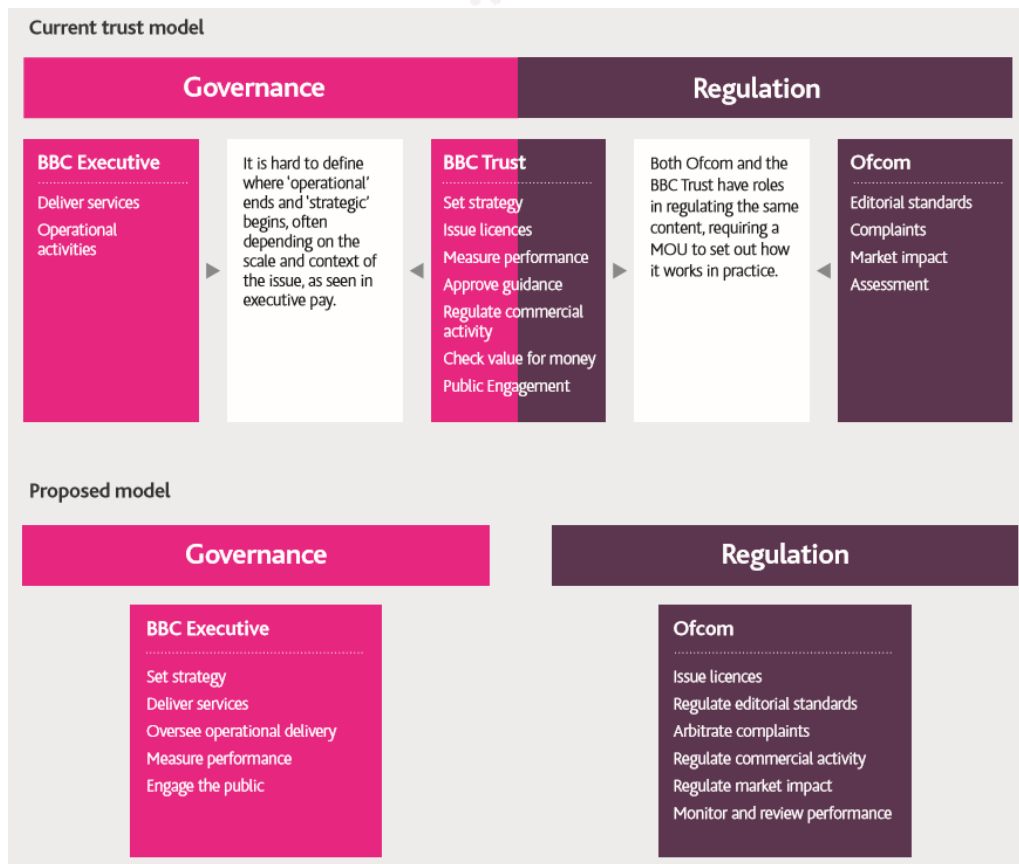 Current trust model
Governance
Regulation
BBC Executive
Deliver services
Operational
activities
It is hard to define
where ‘operational’
ends and ‘strategic’
begins, often
depending on the
scale and context of
the issue, as seen in
executive pay.
BBC Trust
Set strategy
Issue licences
Measure performance
Approve guidance
Regulate commercial
activity
Check value for money
Public Engagement
Both Ofcom and the
BBC Trust have roles
in regulating the same
content, requiring a
MOU to set out how
it works in practice.
Ofcom
Editorial standards
Complaints
Market impact
Assessment
Proposed model
Governance
Regulation
BBC Executive
Set strategy
Deliver services
Oversee operational delivery
Measure performance
Engage the public
Ofcom
Issue licences
Regulate editorial standards
Arbitrate complaints
Regulate commercial activity
Regulate market impact
Monitor and review performance